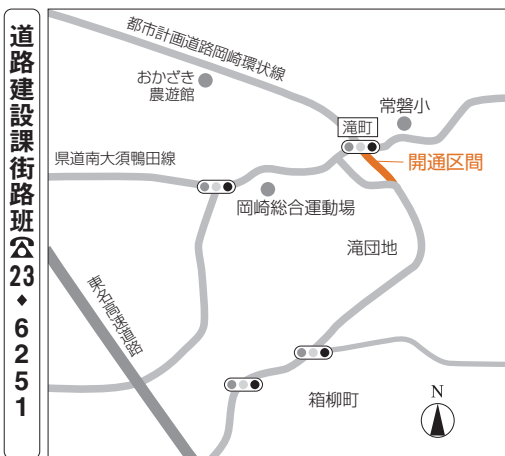 道路建設課街路班☎23◆6251
都市計画道路岡崎環状線
おかざき
農遊館
常磐小
滝町
開通区間
県道南大須鴨田線
岡崎総合運動場
滝団地
東名高速道路
箱柳町
N